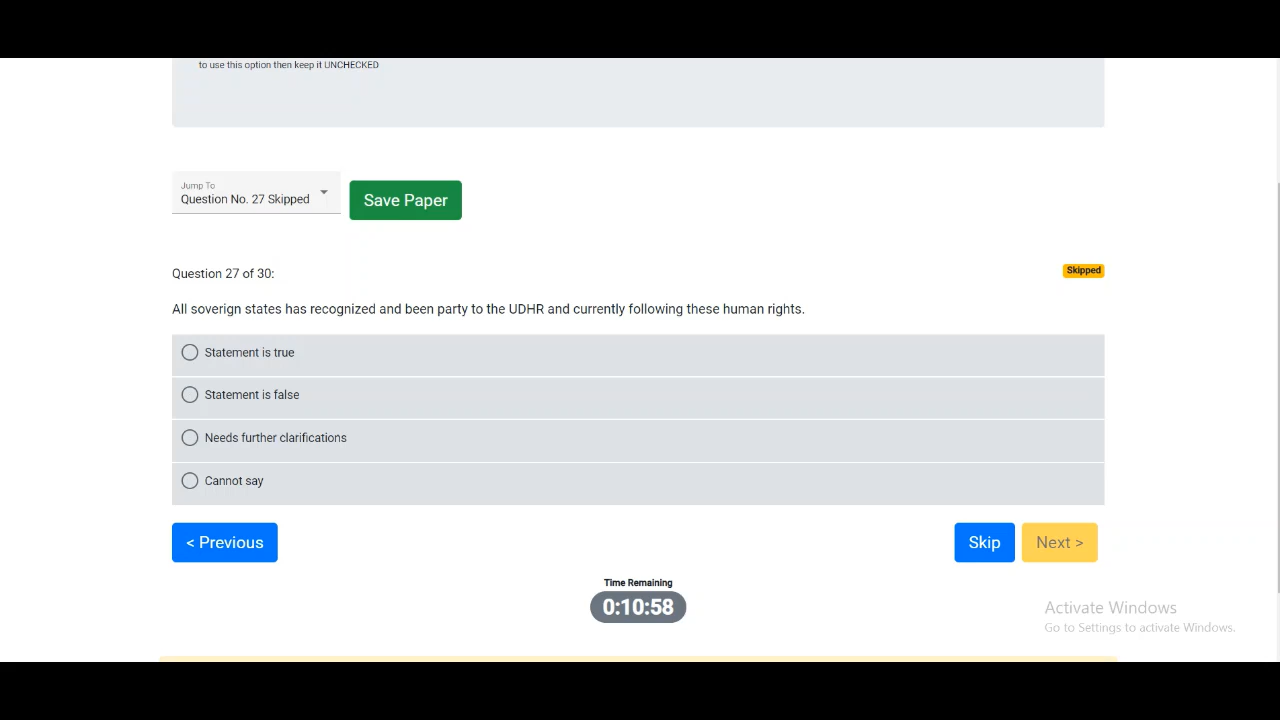 to use this option then keep it UNCHECKED
Jump To
Question No. 27 Skipped
Save Paper
Question 27 of 30:
Skipped
All soverign states has recognized and been party to the UDHR and currently following these human rights.
Statement is true
Statement is false
Needs further clarifications
Cannot say
< Previous
Skip
Next >
Time Remaining
0:10:58
Activate Windows
Go to Settings to activate Windows.